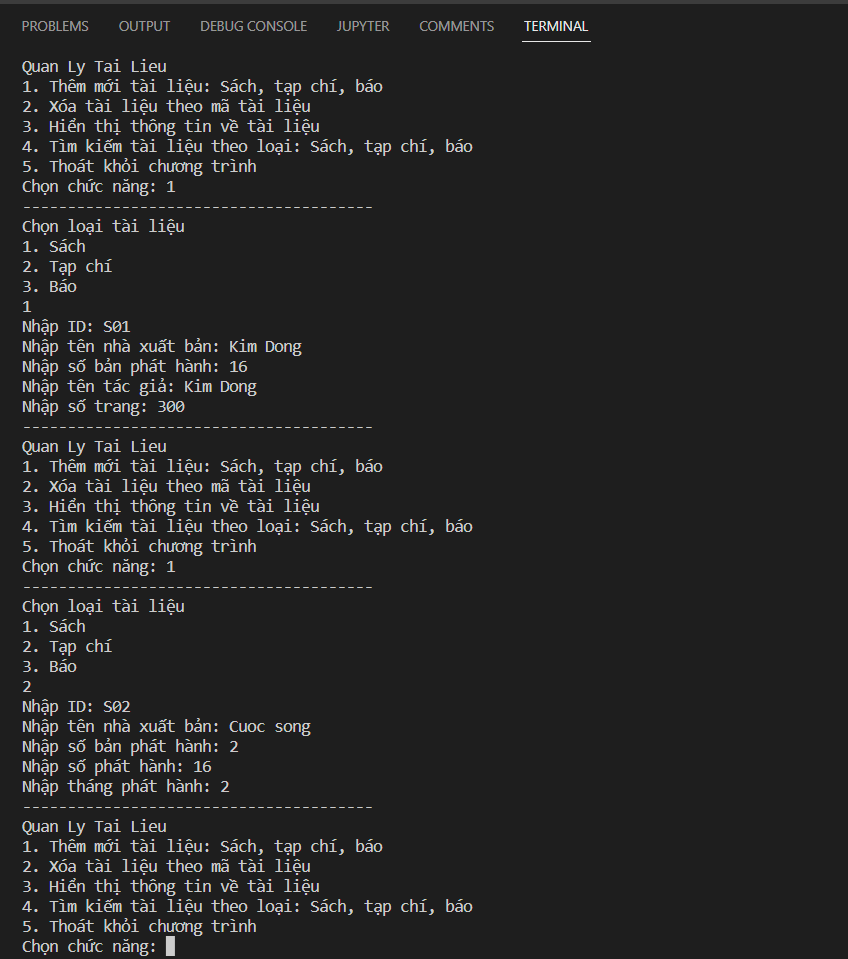 PROBLEMS OUTPUT DEBUG CONSOLE JUPYTER COMMENTS TERMINAL
Quan Ly Tai Lieu
1. Thêm mới tài liệu: Sách, tạp chí, báo
2. Xóa tài liệu theo mã tài liệu
3. Hiển thị thông tin về tài liệu
4. Tìm kiếm tài liệu theo loại: Sách, tạp chí, báo
5. Thoát khỏi chương trình
Chọn chức năng: 1
---------------------------------------
Chọn loại tài liệu
1. Sách
2. Tạp chí
3. Báo
1
Nhập ID: S01
Nhập tên nhà xuất bản: Kim Dong
Nhập số bản phát hành: 16
Nhập tên tác giả: Kim Dong
Nhập số trang: 300
---------------------------------------
Quan Ly Tai Lieu
1. Thêm mới tài liệu: Sách, tạp chí, báo
2. Xóa tài liệu theo mã tài liệu
3. Hiển thị thông tin về tài liệu
4. Tìm kiếm tài liệu theo loại: Sách, tạp chí, báo
5. Thoát khỏi chương trình
Chọn chức năng: 1
---------------------------------------
Chọn loại tài liệu
1. Sách
2. Tạp chí
3. Báo
2
Nhập ID: S02
Nhập tên nhà xuất bản: Cuoc song
Nhập số bản phát hành: 2
Nhập số phát hành: 16
Nhập tháng phát hành: 2
---------------------------------------
Quan Ly Tai Lieu
1. Thêm mới tài liệu: Sách, tạp chí, báo
2. Xóa tài liệu theo mã tài liệu
3. Hiển thị thông tin về tài liệu
4. Tìm kiếm tài liệu theo loại: Sách, tạp chí, báo
5. Thoát khỏi chương trình
Chọn chức năng: